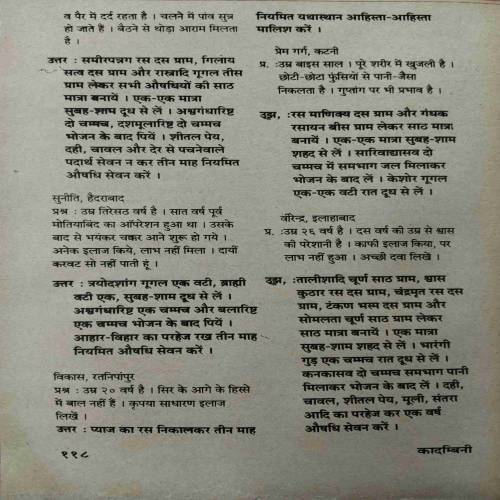 व पैर में दर्द रहता है । चलने में पांव सुन्न
हो जाते हैं । बैठने से थोड़ा आराम मिलता
है ।
उत्तर : समीरपन्नग रस दस ग्राम, गिलोय
सत्व दस ग्राम और रास्नादि गूगल तीस
ग्राम लेकर सभी औषधियों की साठ
मात्रा बनायें । एक-एक मात्रा
सुबह-शाम दूध से लें । अश्वगंधारिष्ट
दो चम्मच, दशमूलारिष्ट दो चम्मच
भोजन के बाद पियें । शीतल पेय,
दही, चावल और देर से पचनेवाले
पदार्थ सेवन न कर तीन माह नियमित
औषधि सेवन करें ।
सुनीति, हैदराबाद
प्रश्न : उम्र तिरसठ वर्ष है । सात वर्ष पूर्व
मोतियाबिंद का ऑपरेशन हुआ था । उसके
बाद से भयंकर चक्कर आने शुरू हो गये ।
अनेक इलाज किये, लाभ नहीं मिला । दायीं
करवट सो नहीं पाती हूं ।
उत्तर : त्रयोदशांग गूगल एक वटी, ब्राह्मी
वटी एक, सुबह-शाम दूध से लें ।
अश्वगंधारिष्ट एक चम्मच और बलारिष्ट
एक चम्मच भोजन के बाद पियें ।
आहार-विहार का परहेज रख तीन माह
नियमित औषधि सेवन करें ।
विकास, रतनिपांपुर
प्रश्न : उम्र २० वर्ष है । सिर के आगे के हिस्से
में बाल नहीं हैं । कृपया साधारण इलाज
लिखें ।
उत्तर : प्याज का रस निकालकर तीन माह
११८
नियमित यथास्थान आहिस्ता-आहिस्ता
मालिश करें ।
प्रेम गर्ग, कटनी
प्र. :उम्र बाइस साल । पूरे शरीर में खुजली है ।
छोटी-छोटा फुंसियों से पानी-जैसा
निकलता है । गुप्तांग पर भी प्रभाव है ।
उझ, :रस माणिक्य दस ग्राम और गंधक
रसायन बीस ग्राम लेकर साठ मात्रा
बनायें । एक-एक मात्रा सुबह-शाम
शहद से लें । सारिवाद्यासव दो
चम्मच में समभाग जल मिलाकर
भोजन के बाद लें । केशोर गूगल
एक-एक वटी रात दूध से लें ।
वीरेन्द्र, इलाहाबाद
प्र. :उम्र २६ वर्ष है । दस वर्ष की उम्र से श्वास
की परेशानी है । काफी इलाज किया, पर
लाभ नहीं हुआ । अच्छी दवा लिखें ।
उझ, :तालीशादि चूर्ण साठ ग्राम, श्वास
कुठार रस दस ग्राम, चंद्रमृत रस दस
ग्राम, टंकण भस्म दस ग्राम और
सोमलता चूर्ण साठ ग्राम लेकर
साठ मात्रा बनायें । एक मात्रा
सुबह-शाम शहद से लें । भारंगी
गुड़ एक चम्मच रात दूध से लें ।
कनकासव दो चम्मच समभाग पानी
मिलाकर भोजन के बाद लें । दही,
चावल, शीतल पेय, मूली, संतरा
आदि का परहेज कर एक वर्ष
औषधि सेवन करें ।
कादम्बिनी